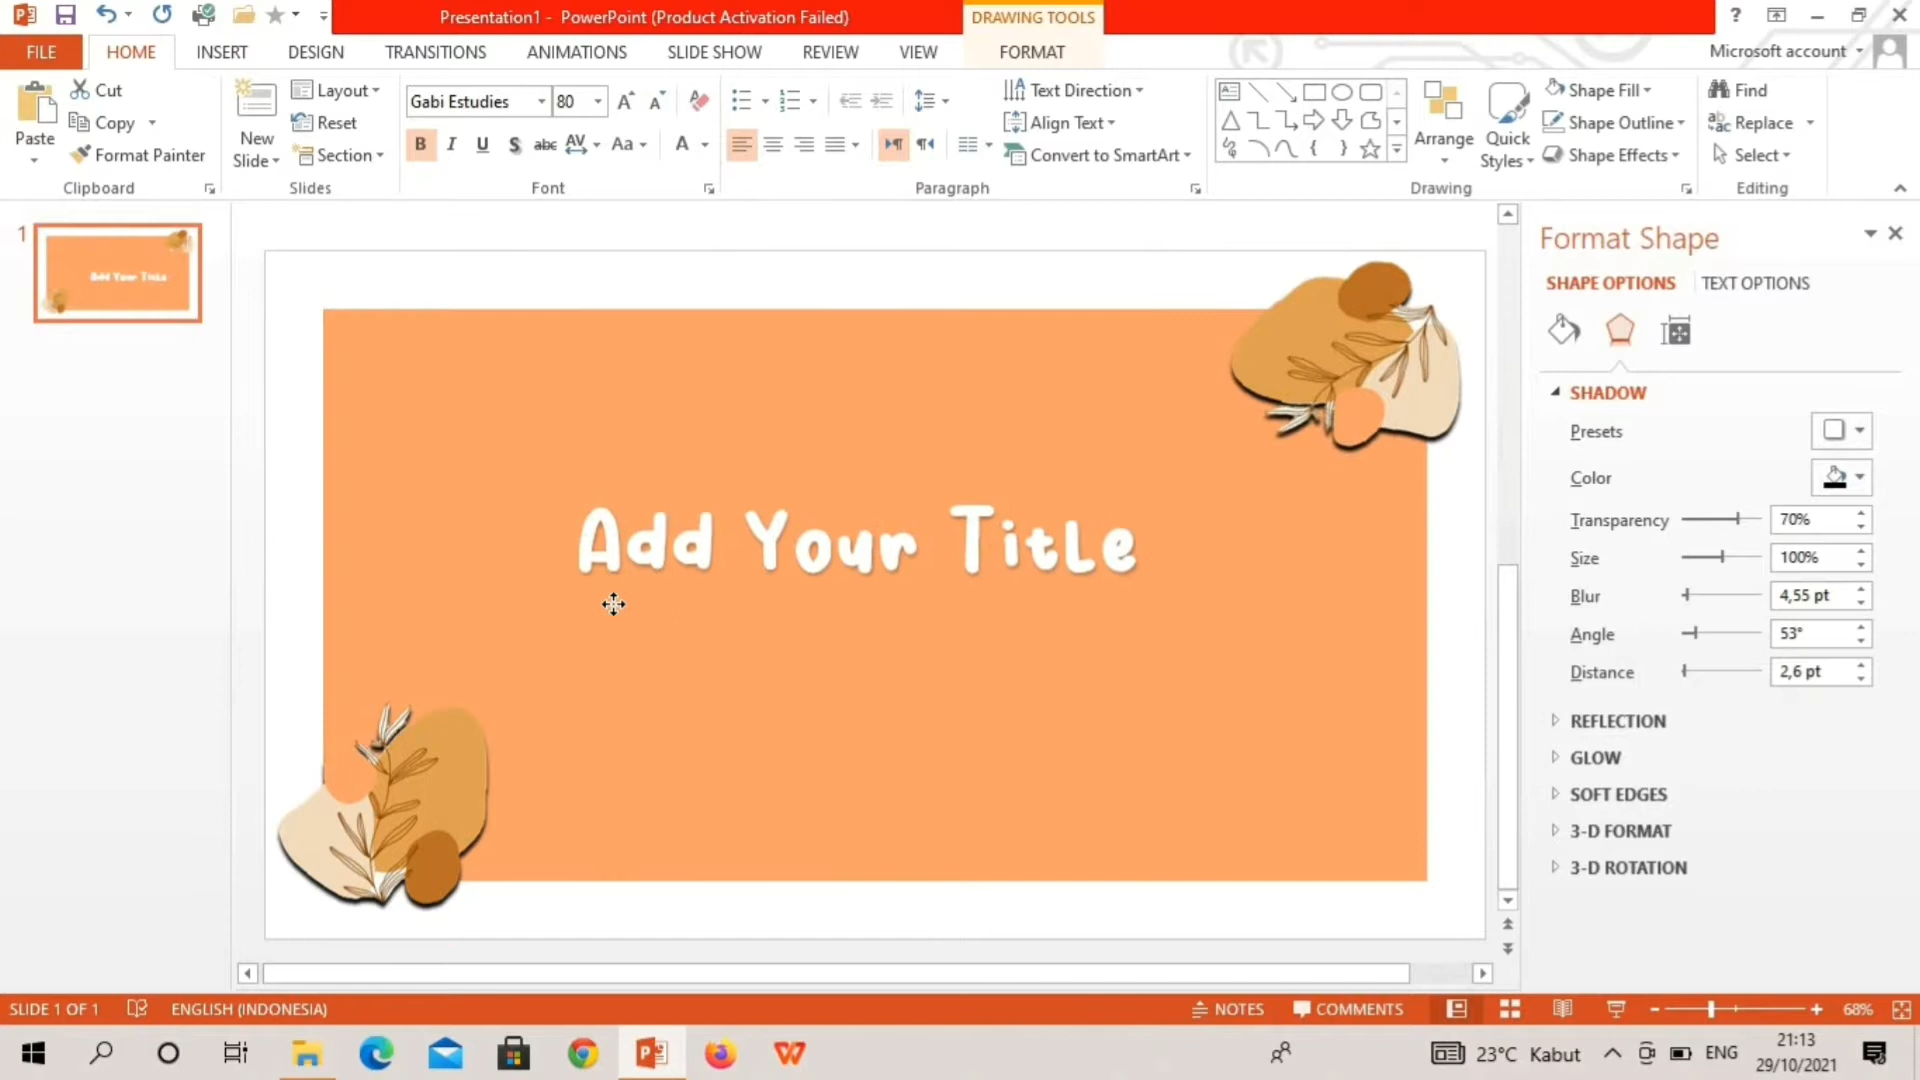 Presentation1 - PowerPoint (Product Activation Failed)
DRAWING TOOLS
?
FILE
HOME
INSERT
DESIGN
TRANSITIONS
ANIMATIONS
SLIDE SHOW
REVIEW
VIEW
FORMAT
Microsoft account
Paste
Cut
Copy
Format Painter
Clipboard
New Slide
Layout
Reset
Section
Slides
Gabi Estudies
80
Font
Paragraph
Text Direction
Align Text
Convert to SmartArt
Arrange
Quick Styles
Shape Fill
Shape Outline
Shape Effects
Drawing
Find
Replace
Select
Editing
1
Add Your Title
Add Your Title
Format Shape
SHAPE OPTIONS
TEXT OPTIONS
SHADOW
Presets
Color
Transparency 70%
Size 100%
Blur 4,55 pt
Angle 53°
Distance 2,6 pt
REFLECTION
GLOW
SOFT EDGES
3-D FORMAT
3-D ROTATION
SLIDE 1 OF 1
ENGLISH (INDONESIA)
NOTES
COMMENTS
68%
23°C Kabut
ENG
21:13
29/10/2021